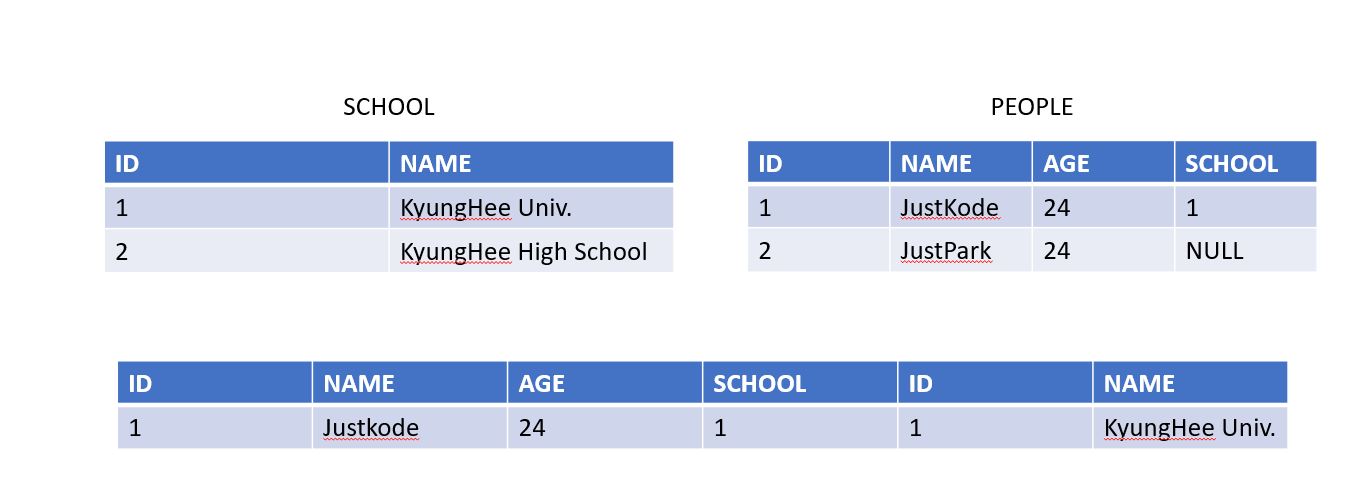 SCHOOL
ID NAME
1 KyungHee Univ.
2 KyungHee High School
PEOPLE
ID NAME AGE SCHOOL
1 JustKode 24 1
2 JustPark 24 NULL
ID NAME AGE SCHOOL ID NAME
1 Justkode 24 1 1 KyungHee Univ.